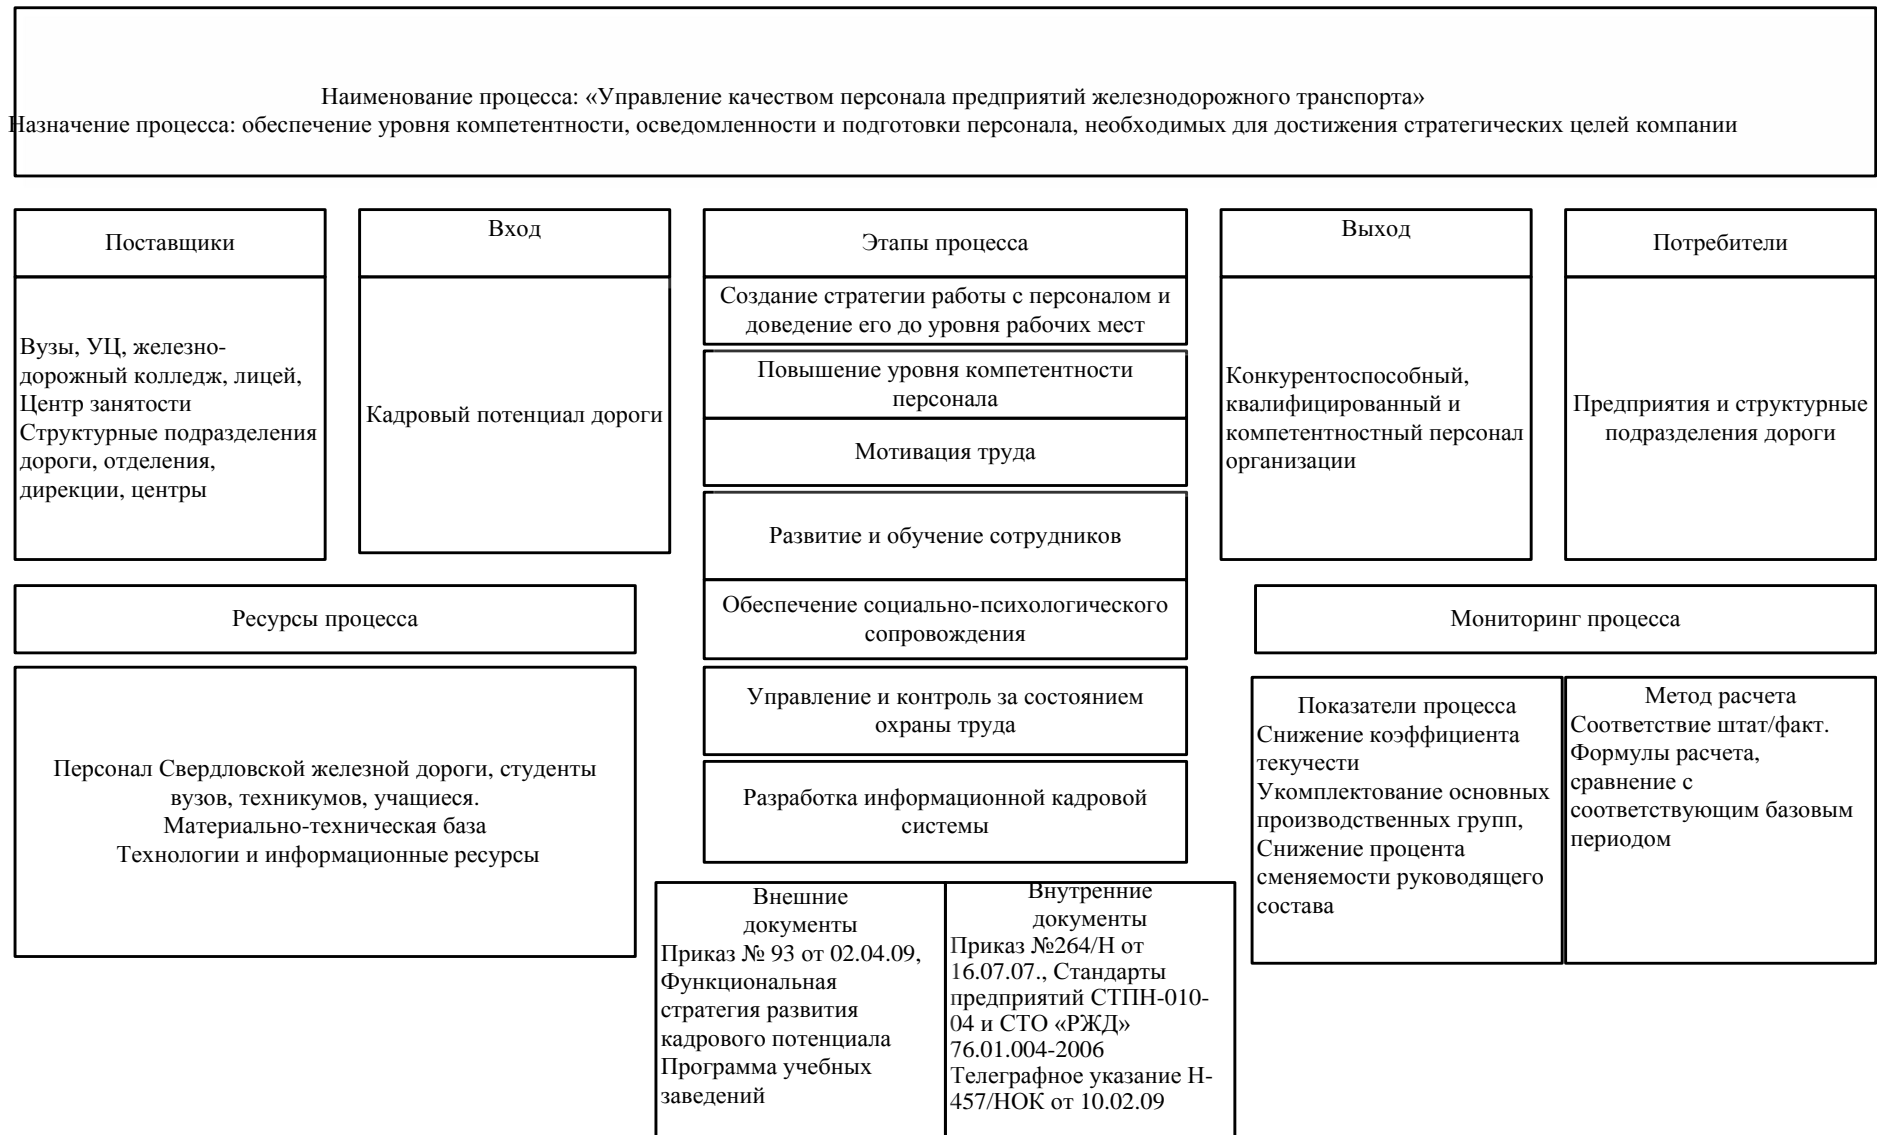 Наименование процесса: «Управление качеством персонала предприятий железнодорожного транспорта»
Назначение процесса: обеспечение уровня компетентности, осведомленности и подготовки персонала, необходимых для достижения стратегических целей компании
Поставщики
Вузы, УЦ, железно-
дорожный колледж, лицей,
Центр занятости
Структурные подразделения
дороги, отделения,
дирекции, центры
Вход
Кадровый потенциал дороги
Этапы процесса
Создание стратегии работы с персоналом и
доведение его до уровня рабочих мест
Повышение уровня компетентности
персонала
Мотивация труда
Развитие и обучение сотрудников
Обеспечение социально-психологического
сопровождения
Управление и контроль за состоянием
охраны труда
Разработка информационной кадровой
системы
Выход
Конкурентоспособный,
квалифицированный и
компетентностный персонал
организации
Потребители
Предприятия и структурные
подразделения дороги
Ресурсы процесса
Персонал Свердловской железной дороги, студенты
вузов, техникумов, учащиеся.
Материально-техническая база
Технологии и информационные ресурсы
Мониторинг процесса
Показатели процесса
Снижение коэффициента
текучести
Укомплектование основных
производственных групп,
Снижение процента
сменяемости руководящего
состава
Метод расчета
Соответствие штат/факт.
Формулы расчета,
сравнение с
соответствующим базовым
периодом
Внешние
документы
Приказ № 93 от 02.04.09,
Функциональная
стратегия развития
кадрового потенциала
Программа учебных
заведений
Внутренние
документы
Приказ №264/Н от
16.07.07., Стандарты
предприятий СТПН-010-
04 и СТО «РЖД»
76.01.004-2006
Телеграфное указание Н-
457/НОК от 10.02.09